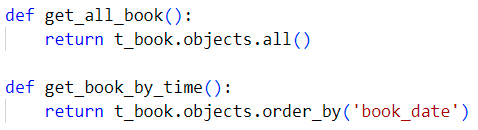 def get_all_book():
    return t_book.objects.all()
def get_book_by_time():
    return t_book.objects.order_by('book_date')